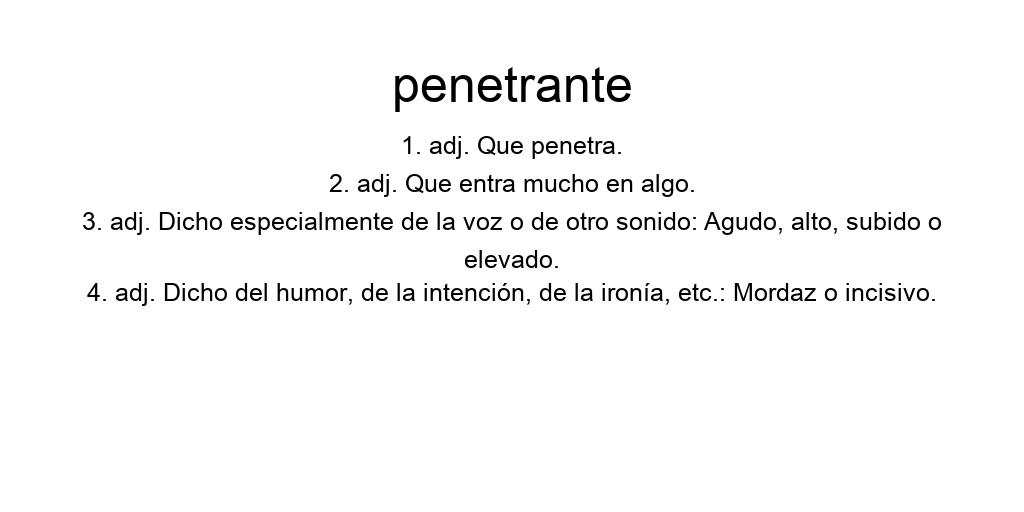 penetrante
1. adj. Que penetra.
2. adj. Que entra mucho en algo.
3. adj. Dicho especialmente de la voz o de otro sonido: Agudo, alto, subido o
elevado.
4. adj. Dicho del humor, de la intención, de la ironía, etc.: Mordaz o incisivo.